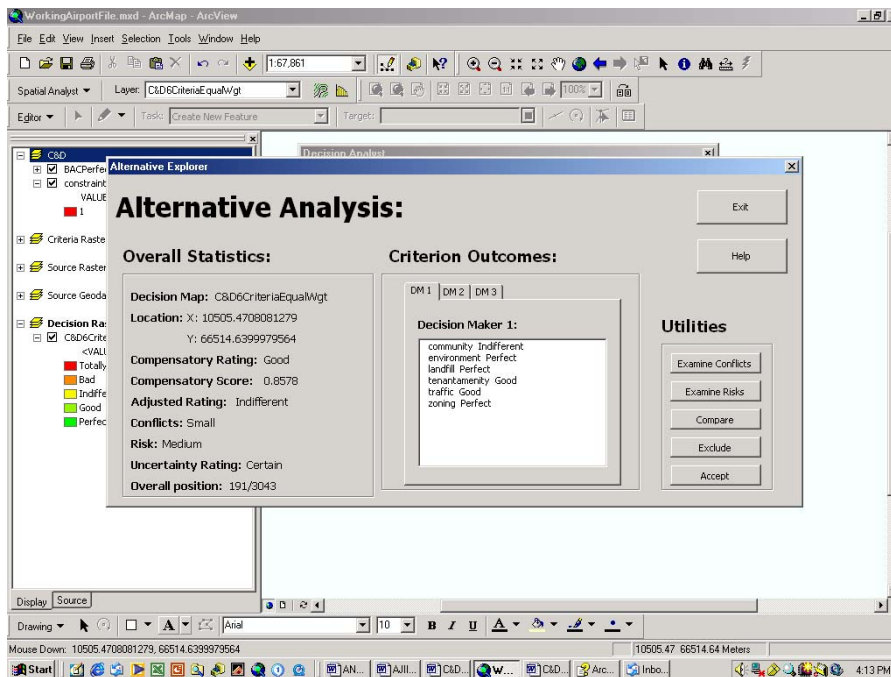 WorkingAirportFile.mxd - ArcMap - ArcView
File Edit View Insert Selection Tools Window Help
1:67,861
Spatial Analyst Layer: C&D6CriteriaEqualWgt 100%
Editor Task: Create New Feature Target:
Decision Analyst
C&D
BACPerfe
constraint
VALUE
1
Criteria Raste
Source Raster
Source Geoda
Decision Ra
C&D6Crite
<VALU
Totally
Bad
Indiffe
Good
Perfec
Alternative Explorer
Alternative Analysis:
Exit
Help
Overall Statistics:
Decision Map: C&D6CriteriaEqualWgt
Location: X: 10505.4708081279
Y: 66514.6399979564
Compensatory Rating: Good
Compensatory Score: 0.8578
Adjusted Rating: Indifferent
Conflicts: Small
Risk: Medium
Uncertainty Rating: Certain
Overall position: 191/3043
Criterion Outcomes:
DM 1 DM 2 DM 3
Decision Maker 1:
community Indifferent
environment Perfect
landfill Perfect
tenantamenity Good
traffic Good
zoning Perfect
Utilities
Examine Conflicts
Examine Risks
Compare
Exclude
Accept
Display Source
Drawing A Arial 10 B I U A
Mouse Down: 10505.4708081279, 66514.6399979564 10505.47 66514.64 Meters
Start AN... AJII... C&D... W... C&D... Arc... Inbo... 4:13 PM